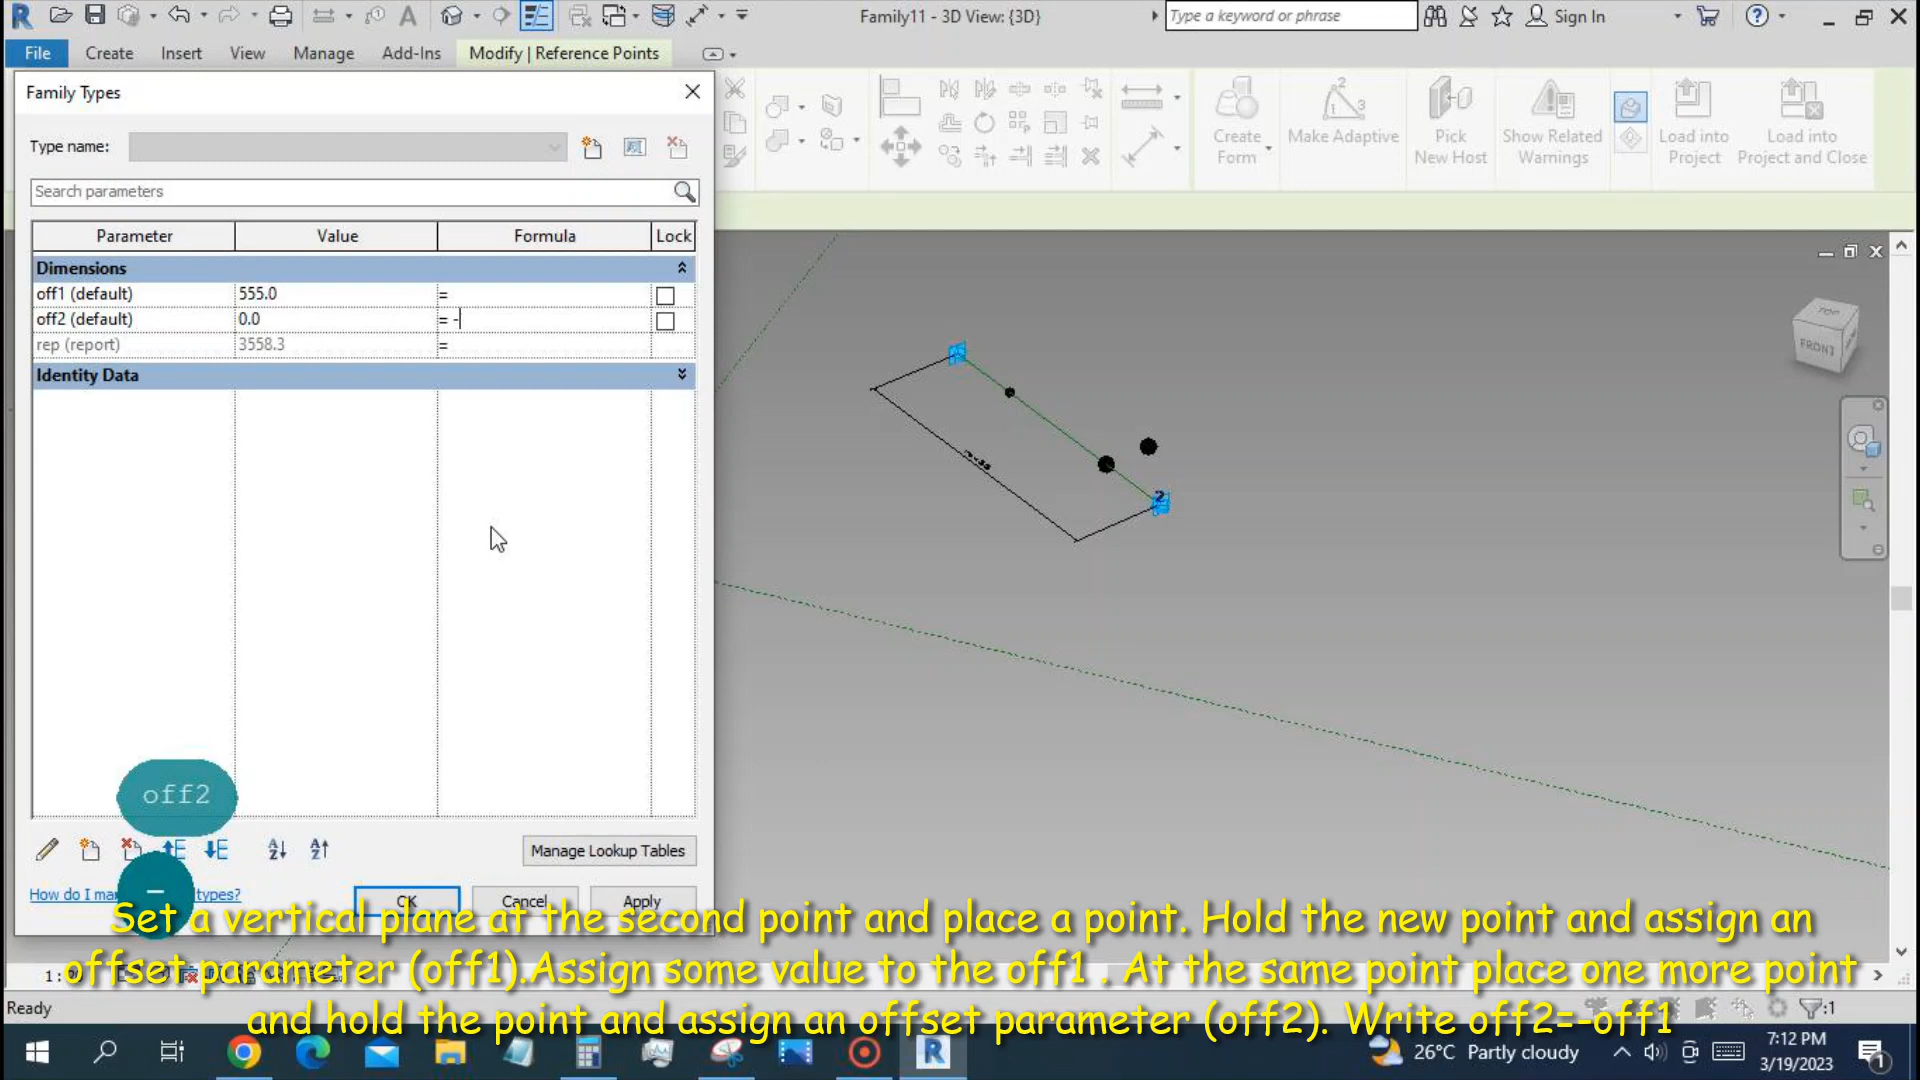 Family11 - 3D View: {3D}
Type a keyword or phrase
Sign In
File
Create
Insert
View
Manage
Add-Ins
Modify | Reference Points
Family Types
Type name:
Search parameters
Parameter Value Formula Lock
Dimensions
off1 (default) 555.0 =
off2 (default) 0.0 = -
rep (report) 3558.3 =
Identity Data
Create Form
Make Adaptive
Pick New Host
Show Related Warnings
Load into Project
Load into Project and Close
TOP
FRONT
2
off2
-
Manage Lookup Tables
How do I man types?
OK
Cancel
Apply
Set a vertical plane at the second point and place a point. Hold the new point and assign an
offset parameter (off1).Assign some value to the off1 . At the same point place one more point
and hold the point and assign an offset parameter (off2). Write off2=-off1
Ready
:1
26°C Partly cloudy
7:12 PM
3/19/2023
1